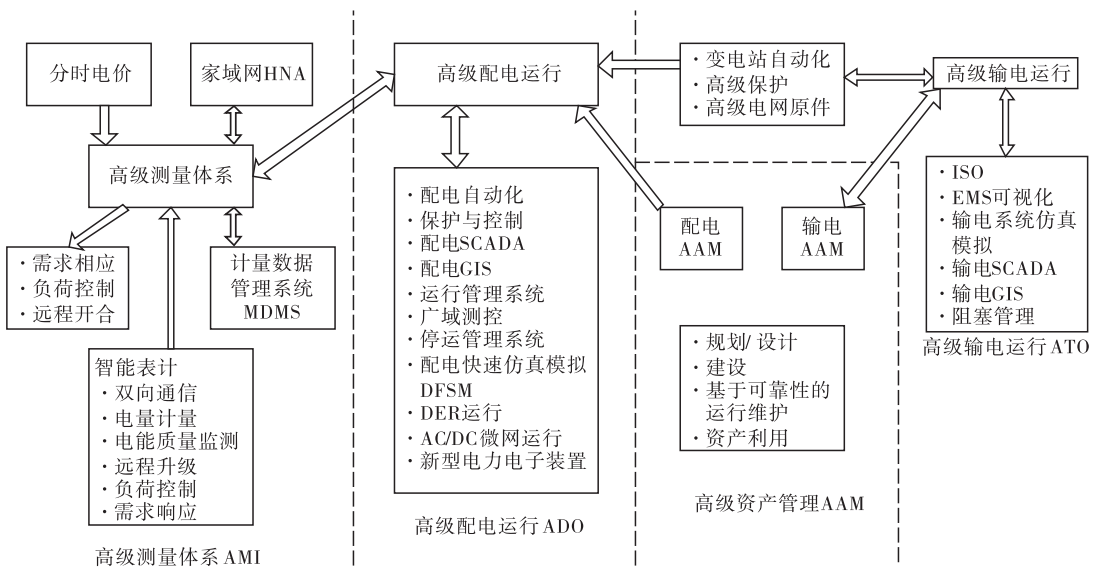 分时电价
家域网HNA
高级测量体系
·需求相应
·负荷控制
·远程开合
计量数据
管理系统
MDMS
智能表计
·双向通信
·电量计量
·电能质量监测
·远程升级
·负荷控制
·需求响应
高级测量体系AMI
高级配电运行
·配电自动化
·保护与控制
·配电SCADA
·配电GIS
·运行管理系统
·广域测控
·停运管理系统
·配电快速仿真模拟
DFSM
·DER运行
·AC/DC微网运行
·新型电力电子装置
高级配电运行ADO
·变电站自动化
·高级保护
·高级电网原件
配电
AAM
输电
AAM
·规划/设计
·建设
·基于可靠性的
运行维护
·资产利用
高级资产管理AAM
高级输电运行
·ISO
·EMS可视化
·输电系统仿真
模拟
·输电SCADA
·输电GIS
·阻塞管理
高级输电运行ATO